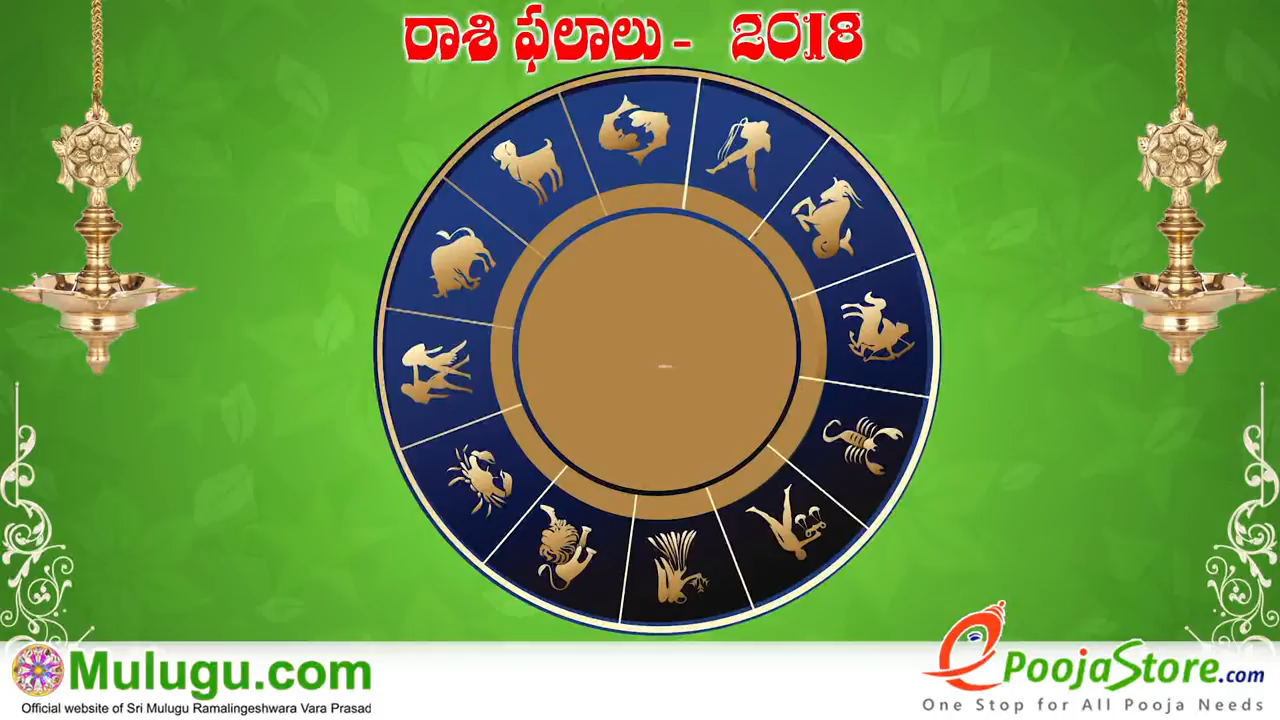 రాశి ఫలాలు - 2018
Mulugu.com
Official website of Sri Mulugu Ramalingeshwara Vara Prasad
ePoojaStore.com
One Stop for All Pooja Needs